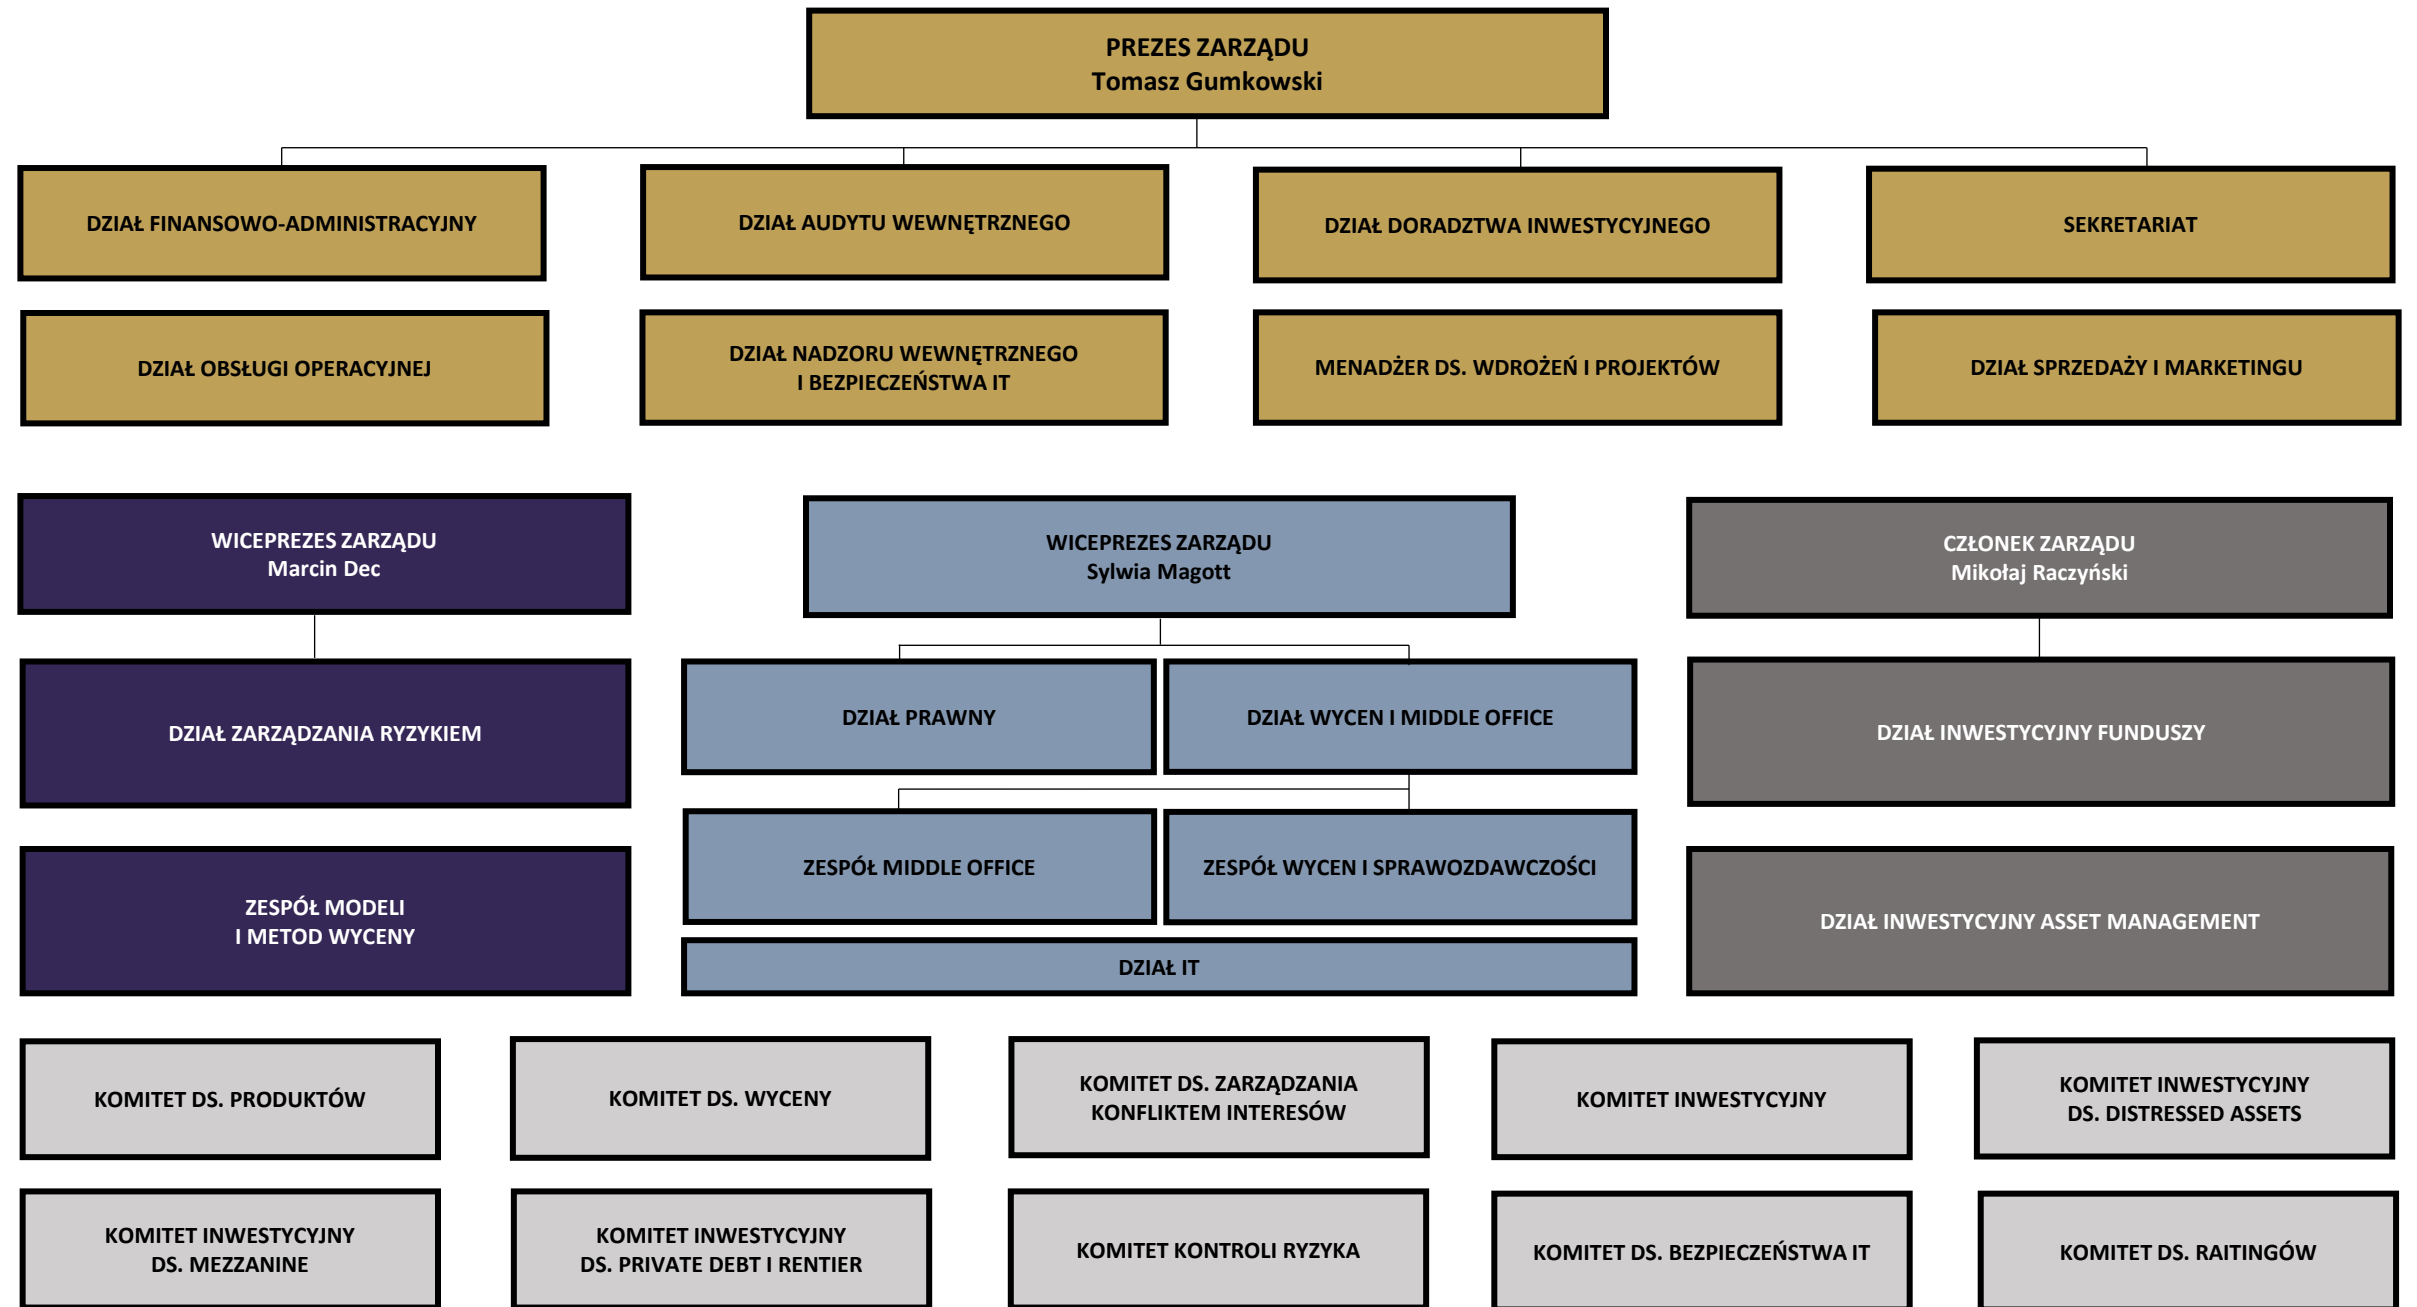 PREZES ZARZĄDU
Tomasz Gumkowski
DZIAŁ FINANSOWO-ADMINISTRACYJNY
DZIAŁ AUDYTU WEWNĘTRZNEGO
DZIAŁ DORADZTWA INWESTYCYJNEGO
SEKRETARIAT
DZIAŁ OBSŁUGI OPERACYJNEJ
DZIAŁ NADZORU WEWNĘTRZNEGO
I BEZPIECZEŃSTWA IT
MENADŻER DS. WDROŻEŃ I PROJEKTÓW
DZIAŁ SPRZEDAŻY I MARKETINGU
WICEPREZES ZARZĄDU
Marcin Dec
WICEPREZES ZARZĄDU
Sylwia Magott
CZŁONEK ZARZĄDU
Mikołaj Raczyński
DZIAŁ ZARZĄDZANIA RYZYKIEM
DZIAŁ PRAWNY
DZIAŁ WYCEN I MIDDLE OFFICE
DZIAŁ INWESTYCYJNY FUNDUSZY
ZESPÓŁ MODELI
I METOD WYCENY
ZESPÓŁ MIDDLE OFFICE
ZESPÓŁ WYCEN I SPRAWOZDAWCZOŚCI
DZIAŁ INWESTYCYJNY ASSET MANAGEMENT
DZIAŁ IT
KOMITET DS. PRODUKTÓW
KOMITET DS. WYCENY
KOMITET DS. ZARZĄDZANIA
KONFLIKTEM INTERESÓW
KOMITET INWESTYCYJNY
KOMITET INWESTYCYJNY
DS. DISTRESSED ASSETS
KOMITET INWESTYCYJNY
DS. MEZZANINE
KOMITET INWESTYCYJNY
DS. PRIVATE DEBT I RENTIER
KOMITET KONTROLI RYZYKA
KOMITET DS. BEZPIECZEŃSTWA IT
KOMITET DS. RAITINGÓW